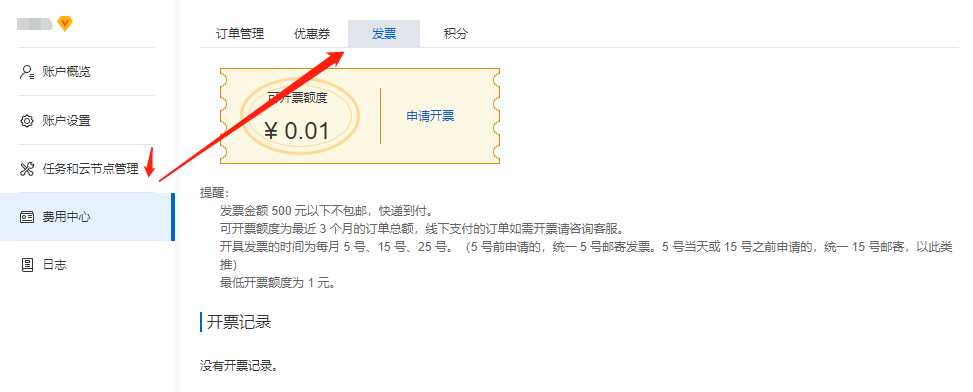 订单管理
优惠券
发票
积分
账户概览
账户设置
任务和云节点管理
费用中心
日志
可开票额度
¥ 0.01
申请开票
提醒:
发票金额 500 元以下不包邮，快递到付。
可开票额度为最近 3 个月的订单总额，线下支付的订单如需开票请咨询客服。
开具发票的时间为每月 5 号、15 号、25 号。（5 号前申请的，统一 5 号邮寄发票。5 号当天或 15 号之前申请的，统一 15 号邮寄，以此类
推）
最低开票额度为 1 元。
开票记录
没有开票记录。